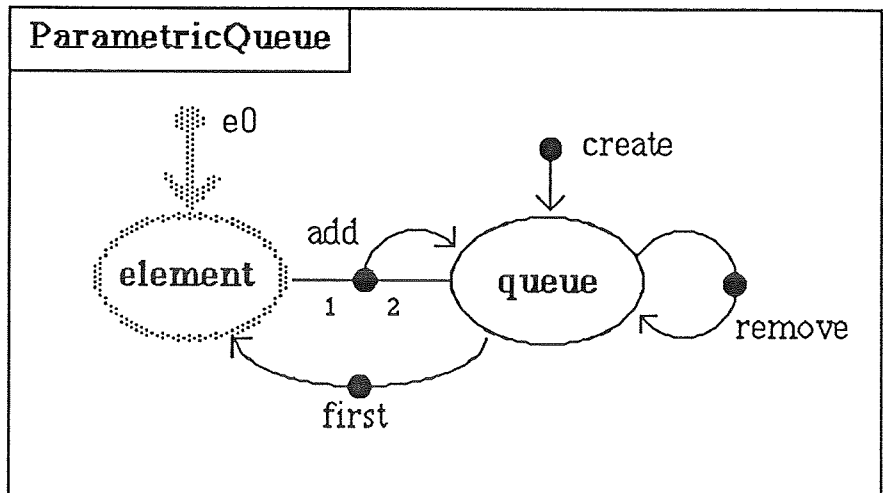 ParametricQueue
e0
create
add
element
queue
1
2
remove
first